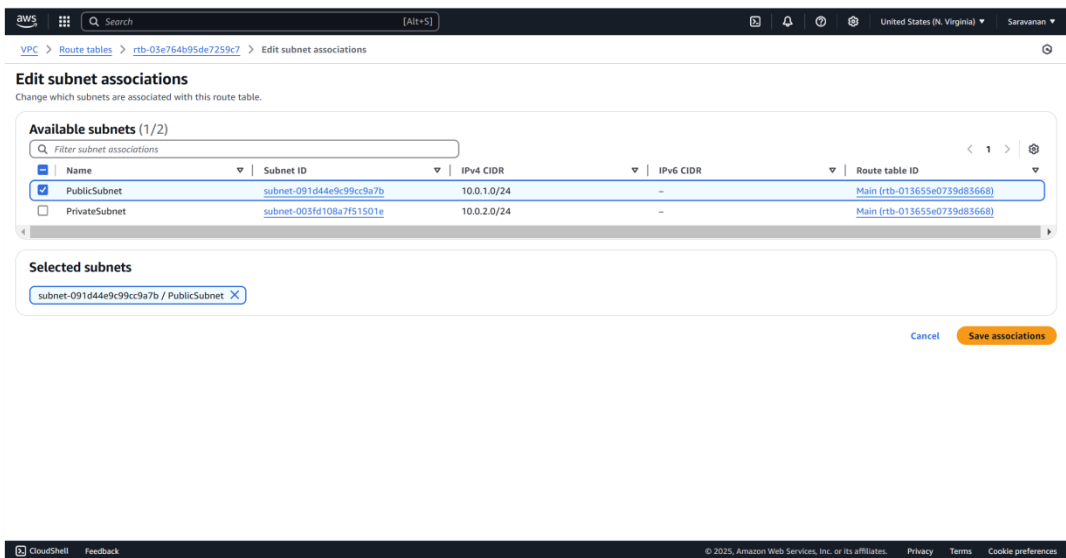 aws Search [Alt+S] United States (N. Virginia) Saravanan
VPC > Route tables > rtb-03e764b95de7259c7 > Edit subnet associations
Edit subnet associations
Change which subnets are associated with this route table.
Available subnets (1/2)
Filter subnet associations < 1 >
Name Subnet ID IPv4 CIDR IPv6 CIDR Route table ID
PublicSubnet subnet-091d44e9c99cc9a7b 10.0.1.0/24 – Main (rtb-013655e0739d83668)
PrivateSubnet subnet-003fd108a7f51501e 10.0.2.0/24 – Main (rtb-013655e0739d83668)
Selected subnets
subnet-091d44e9c99cc9a7b / PublicSubnet X
Cancel Save associations
CloudShell Feedback © 2025, Amazon Web Services, Inc. or its affiliates. Privacy Terms Cookie preferences